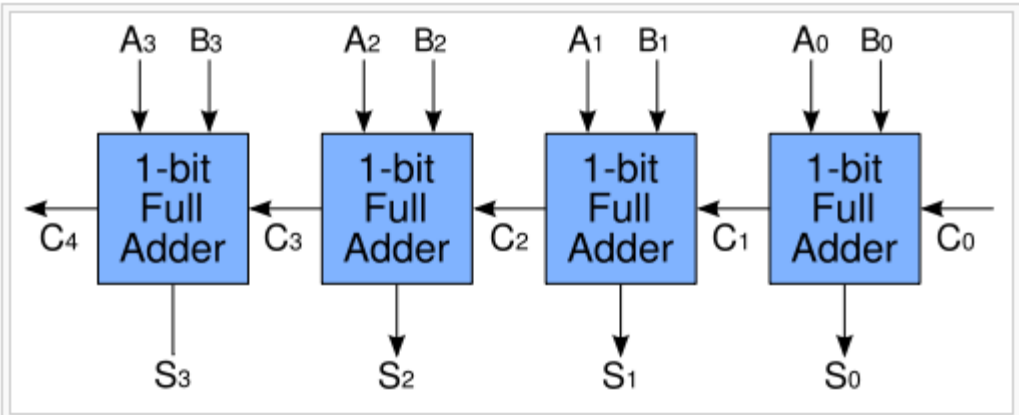 A3 B3 A2 B2 A1 B1 A0 B0
1-bit Full Adder
1-bit Full Adder
1-bit Full Adder
1-bit Full Adder
C4 C3 C2 C1 C0
S3 S2 S1 S0